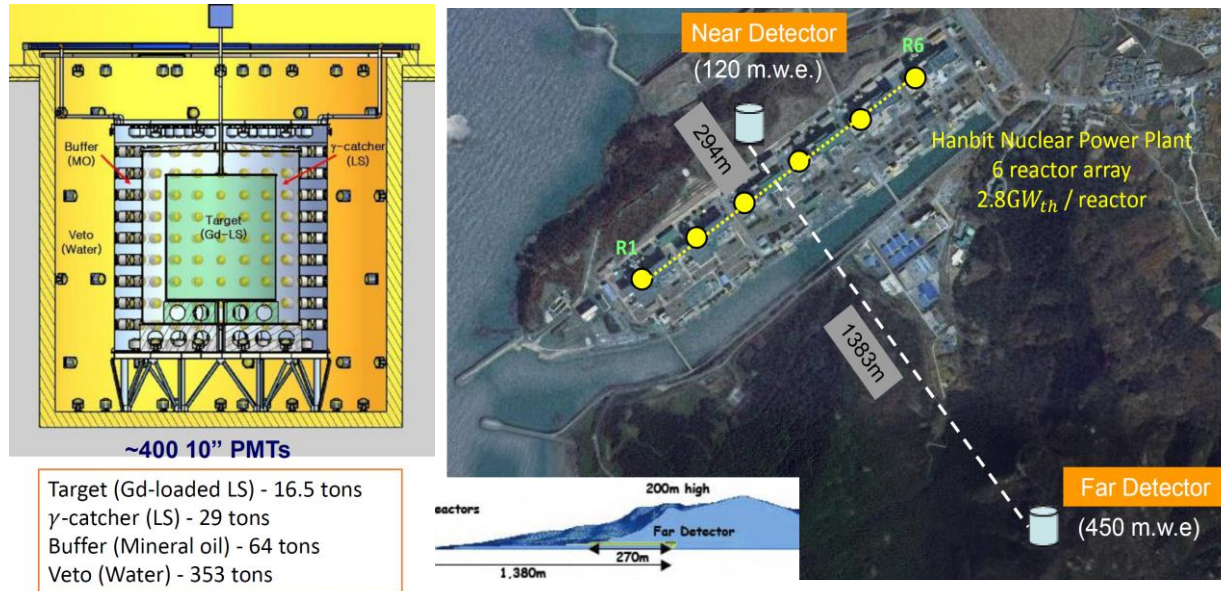 Buffer
(MO)
γ-catcher
(LS)
Target
(Gd-LS)
Veto
(Water)
~400 10” PMTs
Target (Gd-loaded LS) - 16.5 tons
γ-catcher (LS) - 29 tons
Buffer (Mineral oil) - 64 tons
Veto (Water) - 353 tons
Near Detector
(120 m.w.e.)
R6
294m
Hanbit Nuclear Power Plant
6 reactor array
2.8GW_th / reactor
R1
1383m
Far Detector
(450 m.w.e)
200m high
eactors
Far Detector
270m
1,380m